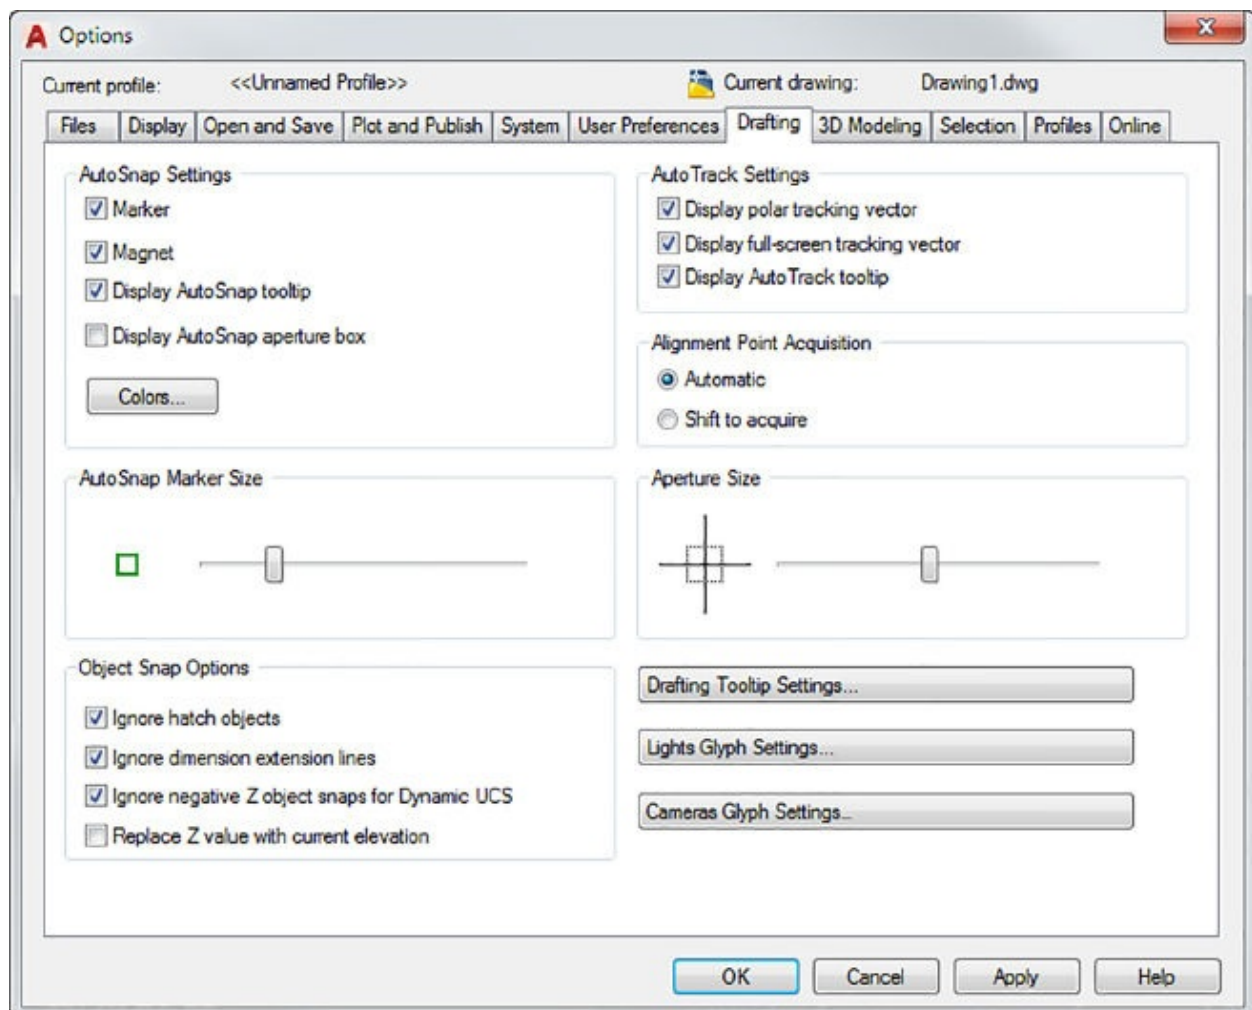 Options
Current profile: <<Unnamed Profile>> Current drawing: Drawing1.dwg
Files Display Open and Save Plot and Publish System User Preferences Drafting 3D Modeling Selection Profiles Online
AutoSnap Settings
Marker
Magnet
Display AutoSnap tooltip
Display AutoSnap aperture box
Colors...
AutoTrack Settings
Display polar tracking vector
Display full-screen tracking vector
Display AutoTrack tooltip
Alignment Point Acquisition
Automatic
Shift to acquire
AutoSnap Marker Size
Aperture Size
Object Snap Options
Ignore hatch objects
Ignore dimension extension lines
Ignore negative Z object snaps for Dynamic UCS
Replace Z value with current elevation
Drafting Tooltip Settings...
Lights Glyph Settings...
Cameras Glyph Settings...
OK Cancel Apply Help